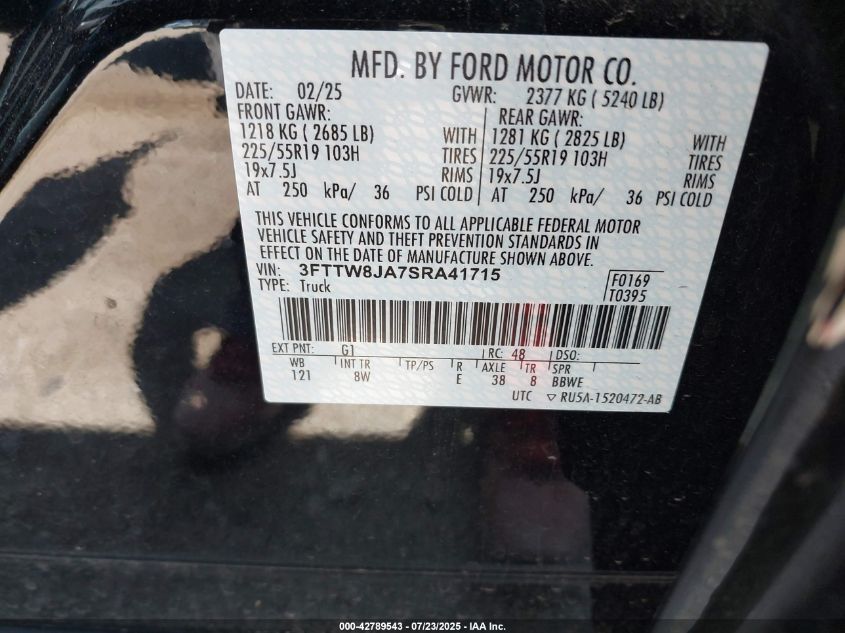 MFD. BY FORD MOTOR CO.
DATE: 02/25 GVWR: 2377 KG ( 5240 LB)
FRONT GAWR: REAR GAWR:
1218 KG ( 2685 LB) WITH 1281 KG ( 2825 LB) WITH
225/55R19 103H TIRES 225/55R19 103H TIRES
19x7.5J RIMS 19x7.5J RIMS
AT 250 kPa/ 36 PSI COLD AT 250 kPa/ 36 PSI COLD
THIS VEHICLE CONFORMS TO ALL APPLICABLE FEDERAL MOTOR
VEHICLE SAFETY AND THEFT PREVENTION STANDARDS IN
EFFECT ON THE DATE OF MANUFACTURE SHOWN ABOVE.
VIN: 3FTTW8JA7SRA41715 F0169
TYPE: Truck T0395
EXT PNT: G1 RC: 48 DSO:
WB INT TR TP/PS R AXLE TR SPR
121 8W E 38 8 BBWE
UTC ▽ RU5A-1520472-AB
000-42789543 / 07/23/2025 - IAA Inc.